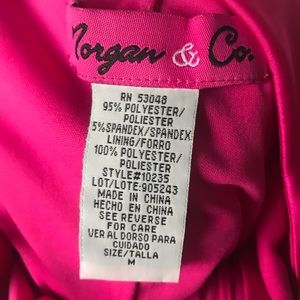 Morgan & Co.
RN 53048
95% POLYESTER/
POLIESTER
5%SPANDEX/SPANDEX
LINING/FORRO
100% POLYESTER/
POLIESTER
STYLE#10235
LOT/LOTE:905243
MADE IN CHINA
HECHO EN CHINA
SEE REVERSE
FOR CARE
VER AL DORSO PARA
CUIDADO
SIZE/TALLA
M